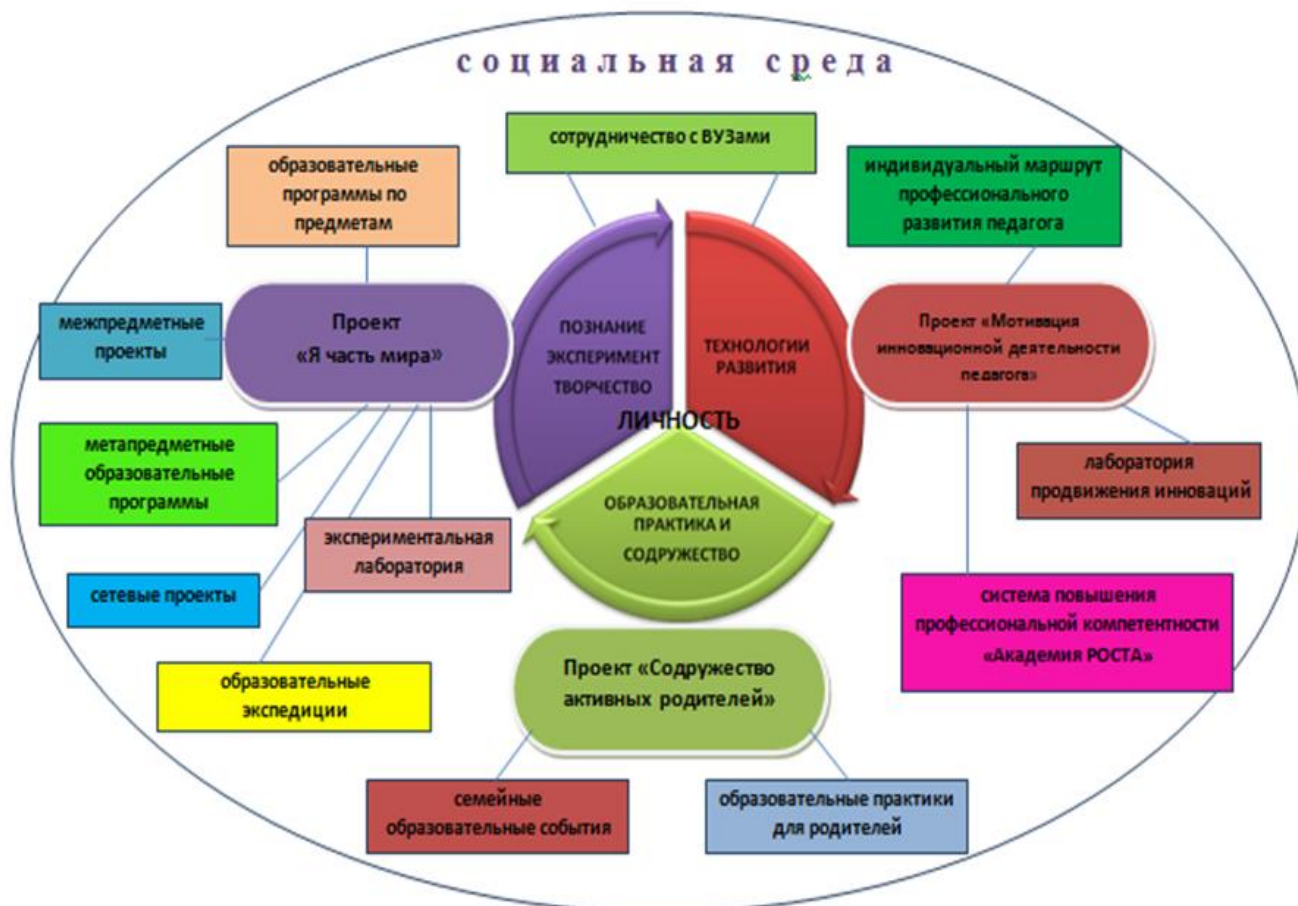 социальная среда
сотрудничество с ВУЗами
образовательные
программы по
предметам
индивидуальный маршрут
профессионального
развития педагога
межпредметные
проекты
Проект
«Я часть мира»
ПОЗНАНИЕ
ЭКСПЕРИМЕНТ
ТВОРЧЕСТВО
ТЕХНОЛОГИИ
РАЗВИТИЯ
Проект «Мотивация
инновационной деятельности
педагога»
ЛИЧНОСТЬ
метапредметные
образовательные
программы
лаборатория
продвижения инноваций
ОБРАЗОВАТЕЛЬНАЯ
ПРАКТИКА И
СОДРУЖЕСТВО
экспериментальная
лаборатория
сетевые проекты
система повышения
профессиональной компетентности
«Академия РОСТА»
образовательные
экспедиции
Проект «Содружество
активных родителей»
семейные
образовательные события
образовательные практики
для родителей